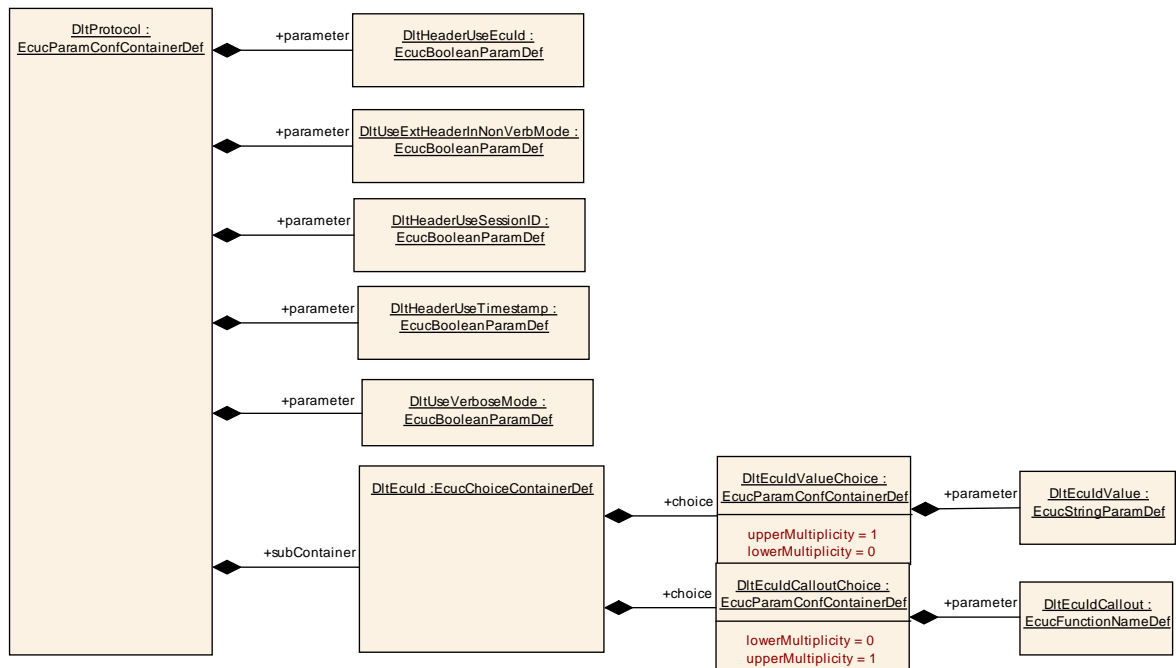 DltProtocol :
EcucParamConfContainerDef
+parameter
DltHeaderUseEcuId :
EcucBooleanParamDef
+parameter
DltUseExtHeaderInNonVerbMode :
EcucBooleanParamDef
+parameter
DltHeaderUseSessionID :
EcucBooleanParamDef
+parameter
DltHeaderUseTimestamp :
EcucBooleanParamDef
+parameter
DltUseVerboseMode :
EcucBooleanParamDef
+subContainer
DltEcuId :EcucChoiceContainerDef
+choice
DltEcuIdValueChoice :
EcucParamConfContainerDef
upperMultiplicity = 1
lowerMultiplicity = 0
+parameter
DltEcuIdValue :
EcucStringParamDef
+choice
DltEcuIdCalloutChoice :
EcucParamConfContainerDef
lowerMultiplicity = 0
upperMultiplicity = 1
+parameter
DltEcuIdCallout :
EcucFunctionNameDef